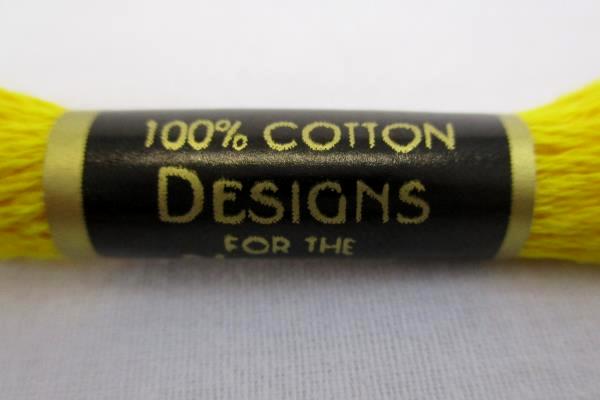 100% COTTON
DESIGNS
FOR THE